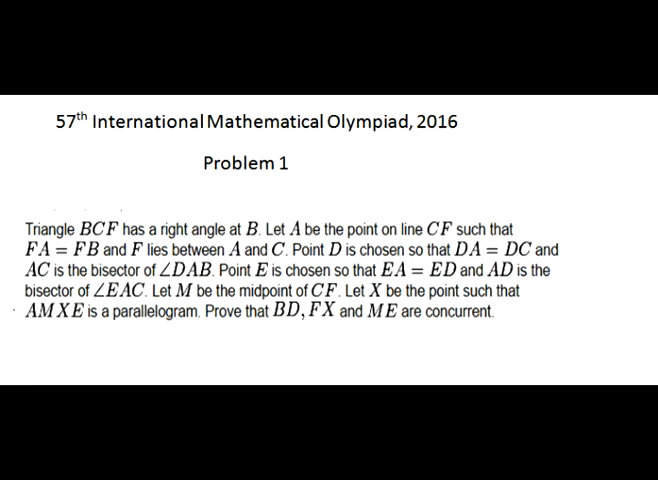 57th International Mathematical Olympiad, 2016
Problem 1
Triangle BCF has a right angle at B. Let A be the point on line CF such that
FA = FB and F lies between A and C. Point D is chosen so that DA = DC and
AC is the bisector of ∠DAB. Point E is chosen so that EA = ED and AD is the
bisector of ∠EAC. Let M be the midpoint of CF. Let X be the point such that
AMXE is a parallelogram. Prove that BD, FX and ME are concurrent.